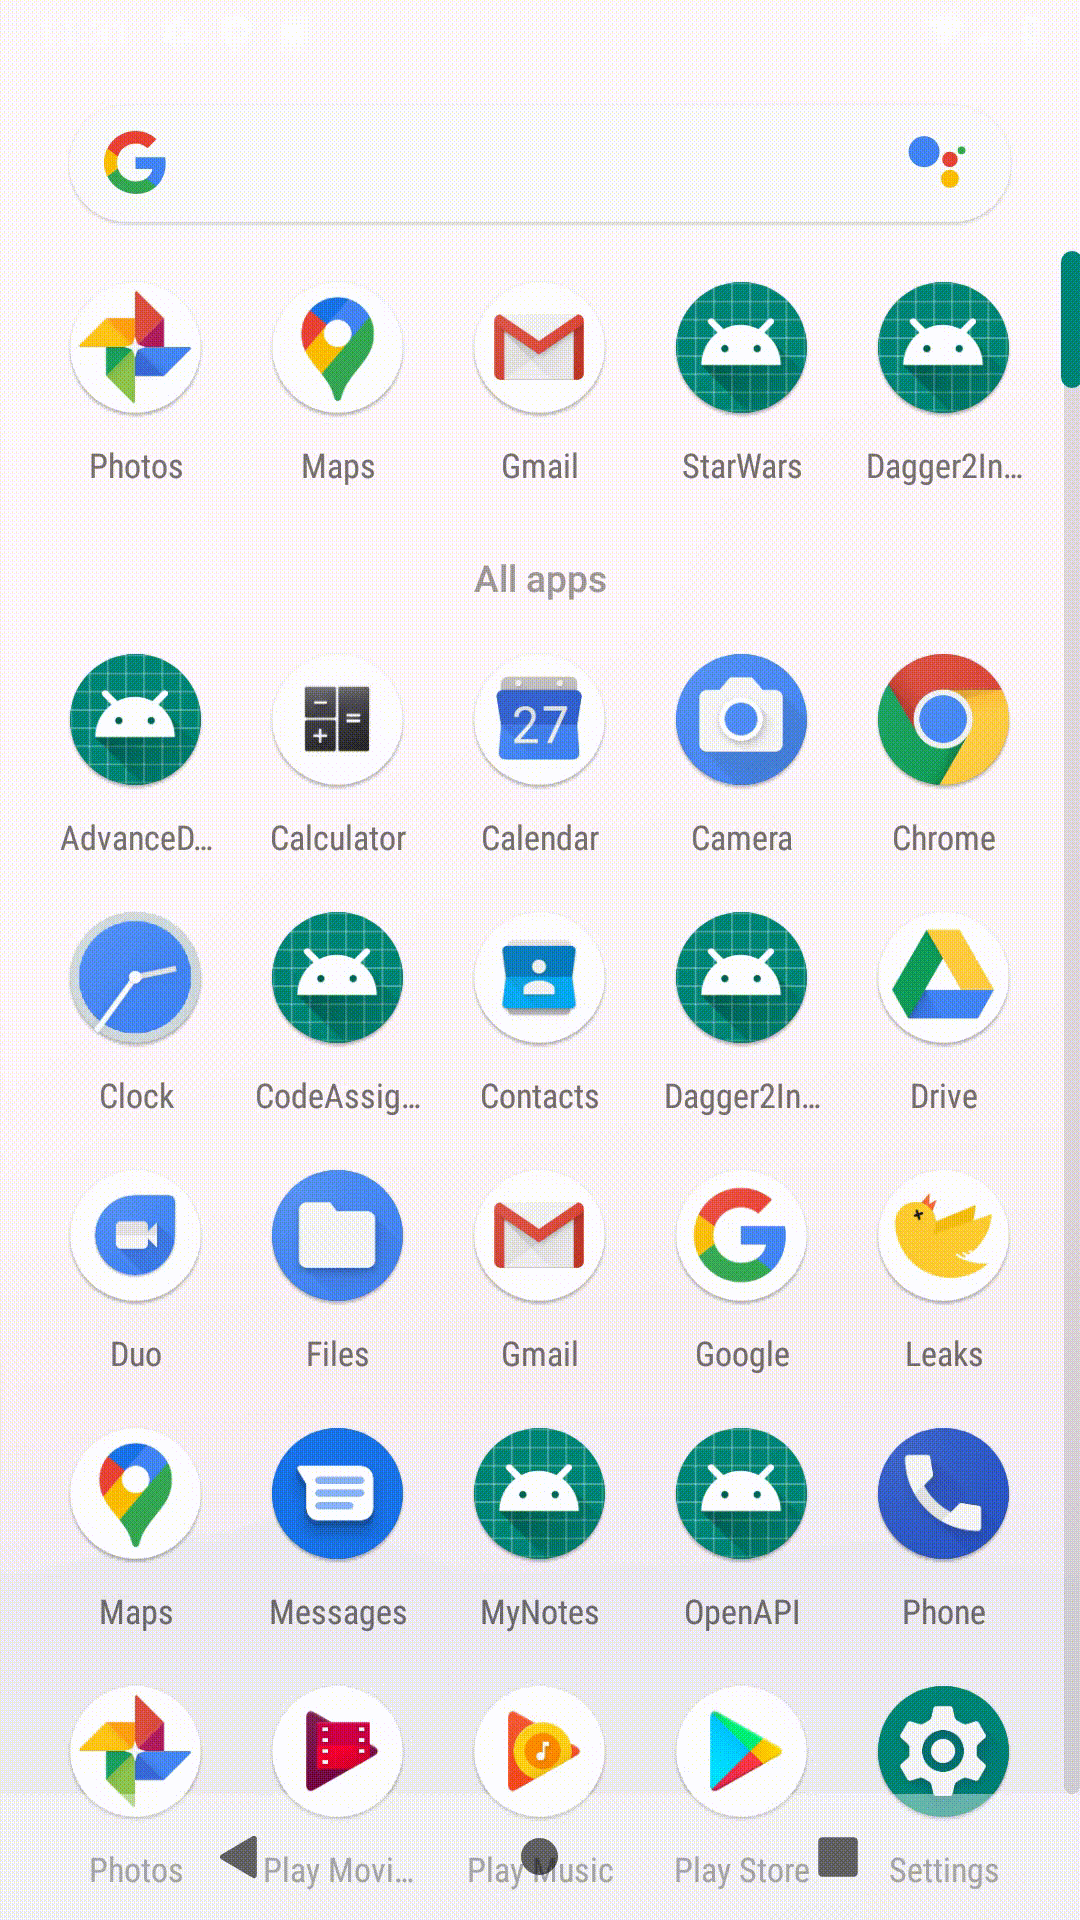 Photos Maps Gmail StarWars Dagger2In...
All apps
27
AdvanceD... Calculator Calendar Camera Chrome
Clock CodeAssig... Contacts Dagger2In... Drive
Duo Files Gmail Google Leaks
Maps Messages MyNotes OpenAPI Phone
Photos Play Movi... Play Music Play Store Settings